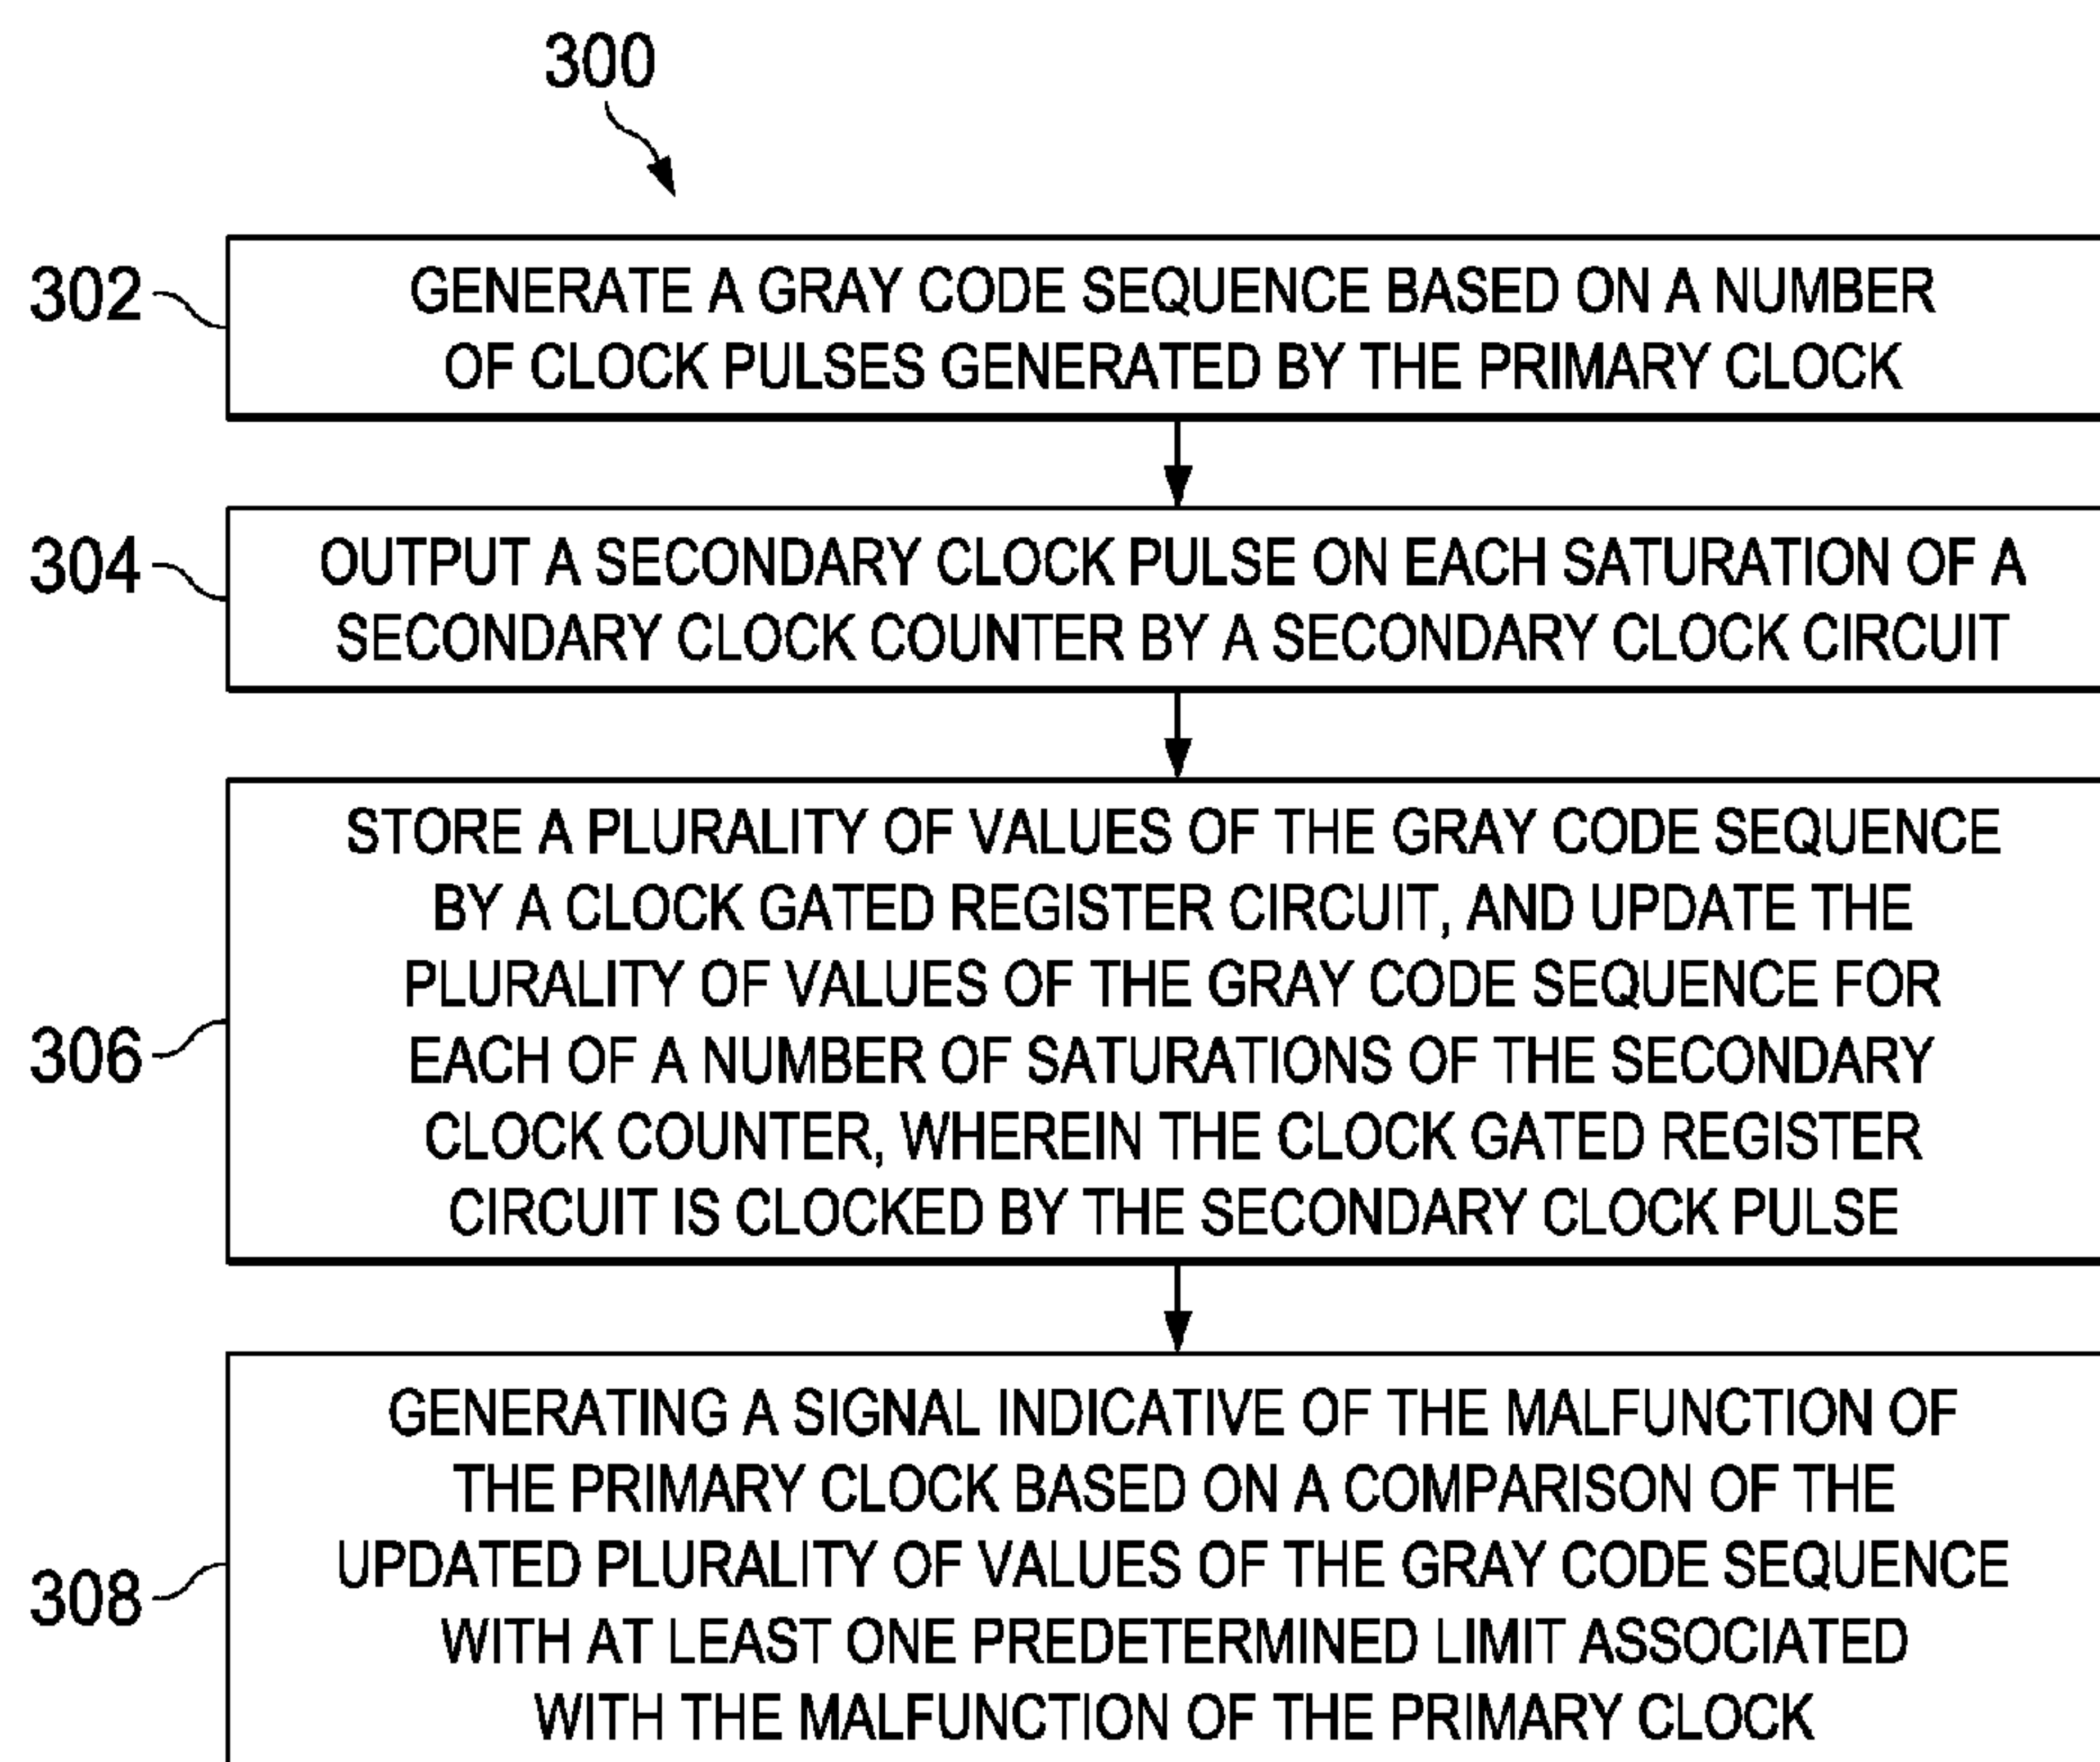 300
302
GENERATE A GRAY CODE SEQUENCE BASED ON A NUMBER
OF CLOCK PULSES GENERATED BY THE PRIMARY CLOCK
304
OUTPUT A SECONDARY CLOCK PULSE ON EACH SATURATION OF A
SECONDARY CLOCK COUNTER BY A SECONDARY CLOCK CIRCUIT
306
STORE A PLURALITY OF VALUES OF THE GRAY CODE SEQUENCE
BY A CLOCK GATED REGISTER CIRCUIT, AND UPDATE THE
PLURALITY OF VALUES OF THE GRAY CODE SEQUENCE FOR
EACH OF A NUMBER OF SATURATIONS OF THE SECONDARY
CLOCK COUNTER, WHEREIN THE CLOCK GATED REGISTER
CIRCUIT IS CLOCKED BY THE SECONDARY CLOCK PULSE
308
GENERATING A SIGNAL INDICATIVE OF THE MALFUNCTION OF
THE PRIMARY CLOCK BASED ON A COMPARISON OF THE
UPDATED PLURALITY OF VALUES OF THE GRAY CODE SEQUENCE
WITH AT LEAST ONE PREDETERMINED LIMIT ASSOCIATED
WITH THE MALFUNCTION OF THE PRIMARY CLOCK